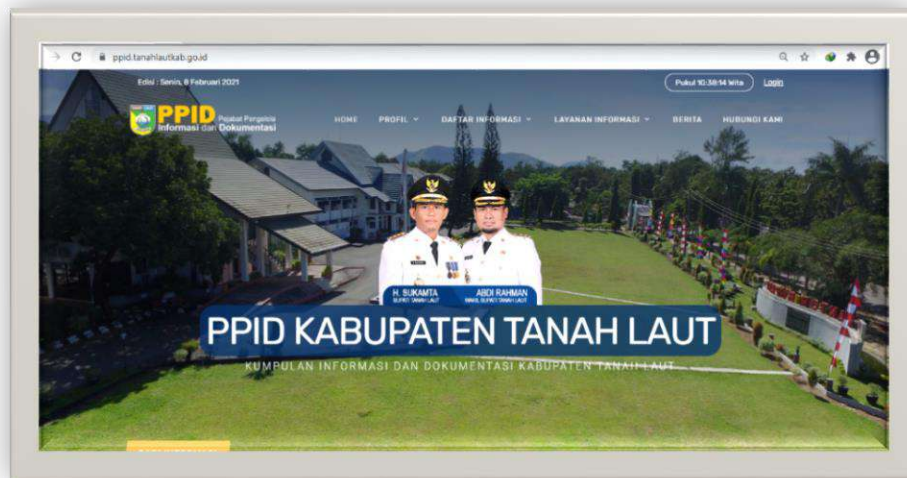 ppid.tanahlautkab.go.id
Edisi : Senin, 8 Februari 2021
Pukul 10:38:14 Wita
Login
PPID Pejabat Pengelola
Informasi dan Dokumentasi
HOME PROFIL DAFTAR INFORMASI LAYANAN INFORMASI BERITA HUBUNGI KAMI
H. SUKAMTA ABDI RAHMAN
BUPATI TANAH LAUT WAKIL BUPATI TANAH LAUT
PPID KABUPATEN TANAH LAUT
KUMPULAN INFORMASI DAN DOKUMENTASI KABUPATEN TANAH LAUT